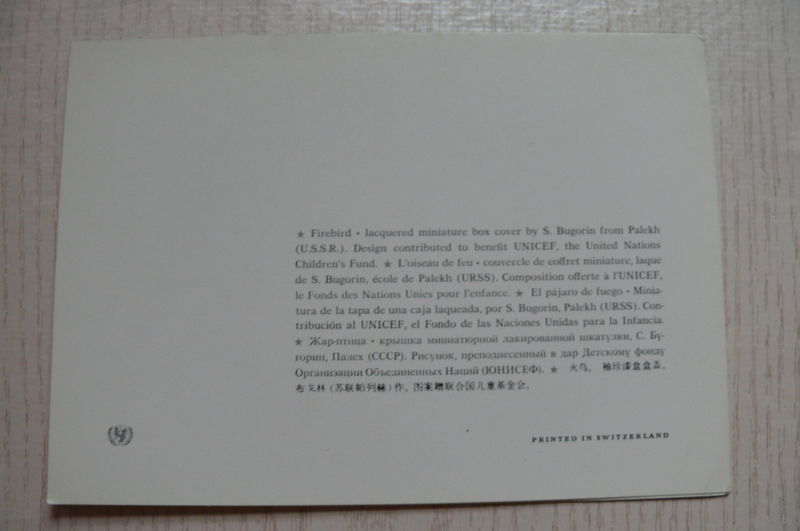 ★ Firebird • lacquered miniature box cover by S. Bugorin from Palekh
(U.S.S.R.). Design contributed to benefit UNICEF, the United Nations
Children's Fund. ★ L'oiseau de feu • couvercle de coffret miniature, laque
de S. Bugorin, école de Palekh (URSS). Composition offerte à l'UNICEF,
le Fonds des Nations Unies pour l'enfance. ★ El pájaro de fuego • Minia-
tura de la tapa de una caja laqueada, por S. Bugorin, Palekh (URSS). Con-
tribución al UNICEF, el Fondo de las Naciones Unidas para la Infancia.
★ Жар-птица • крышка миниатюрной лакированной шкатулки, С. Бу-
горин, Палех (СССР). Рисунок, преподнесенный в дар Детскому фонду
Организации Объединенных Наций (ЮНИСЕФ). ★ 火鸟, 袖珍漆盒盒盖,
布戈林(苏联帕列赫)作。图案赠联合国儿童基金会。
PRINTED IN SWITZERLAND